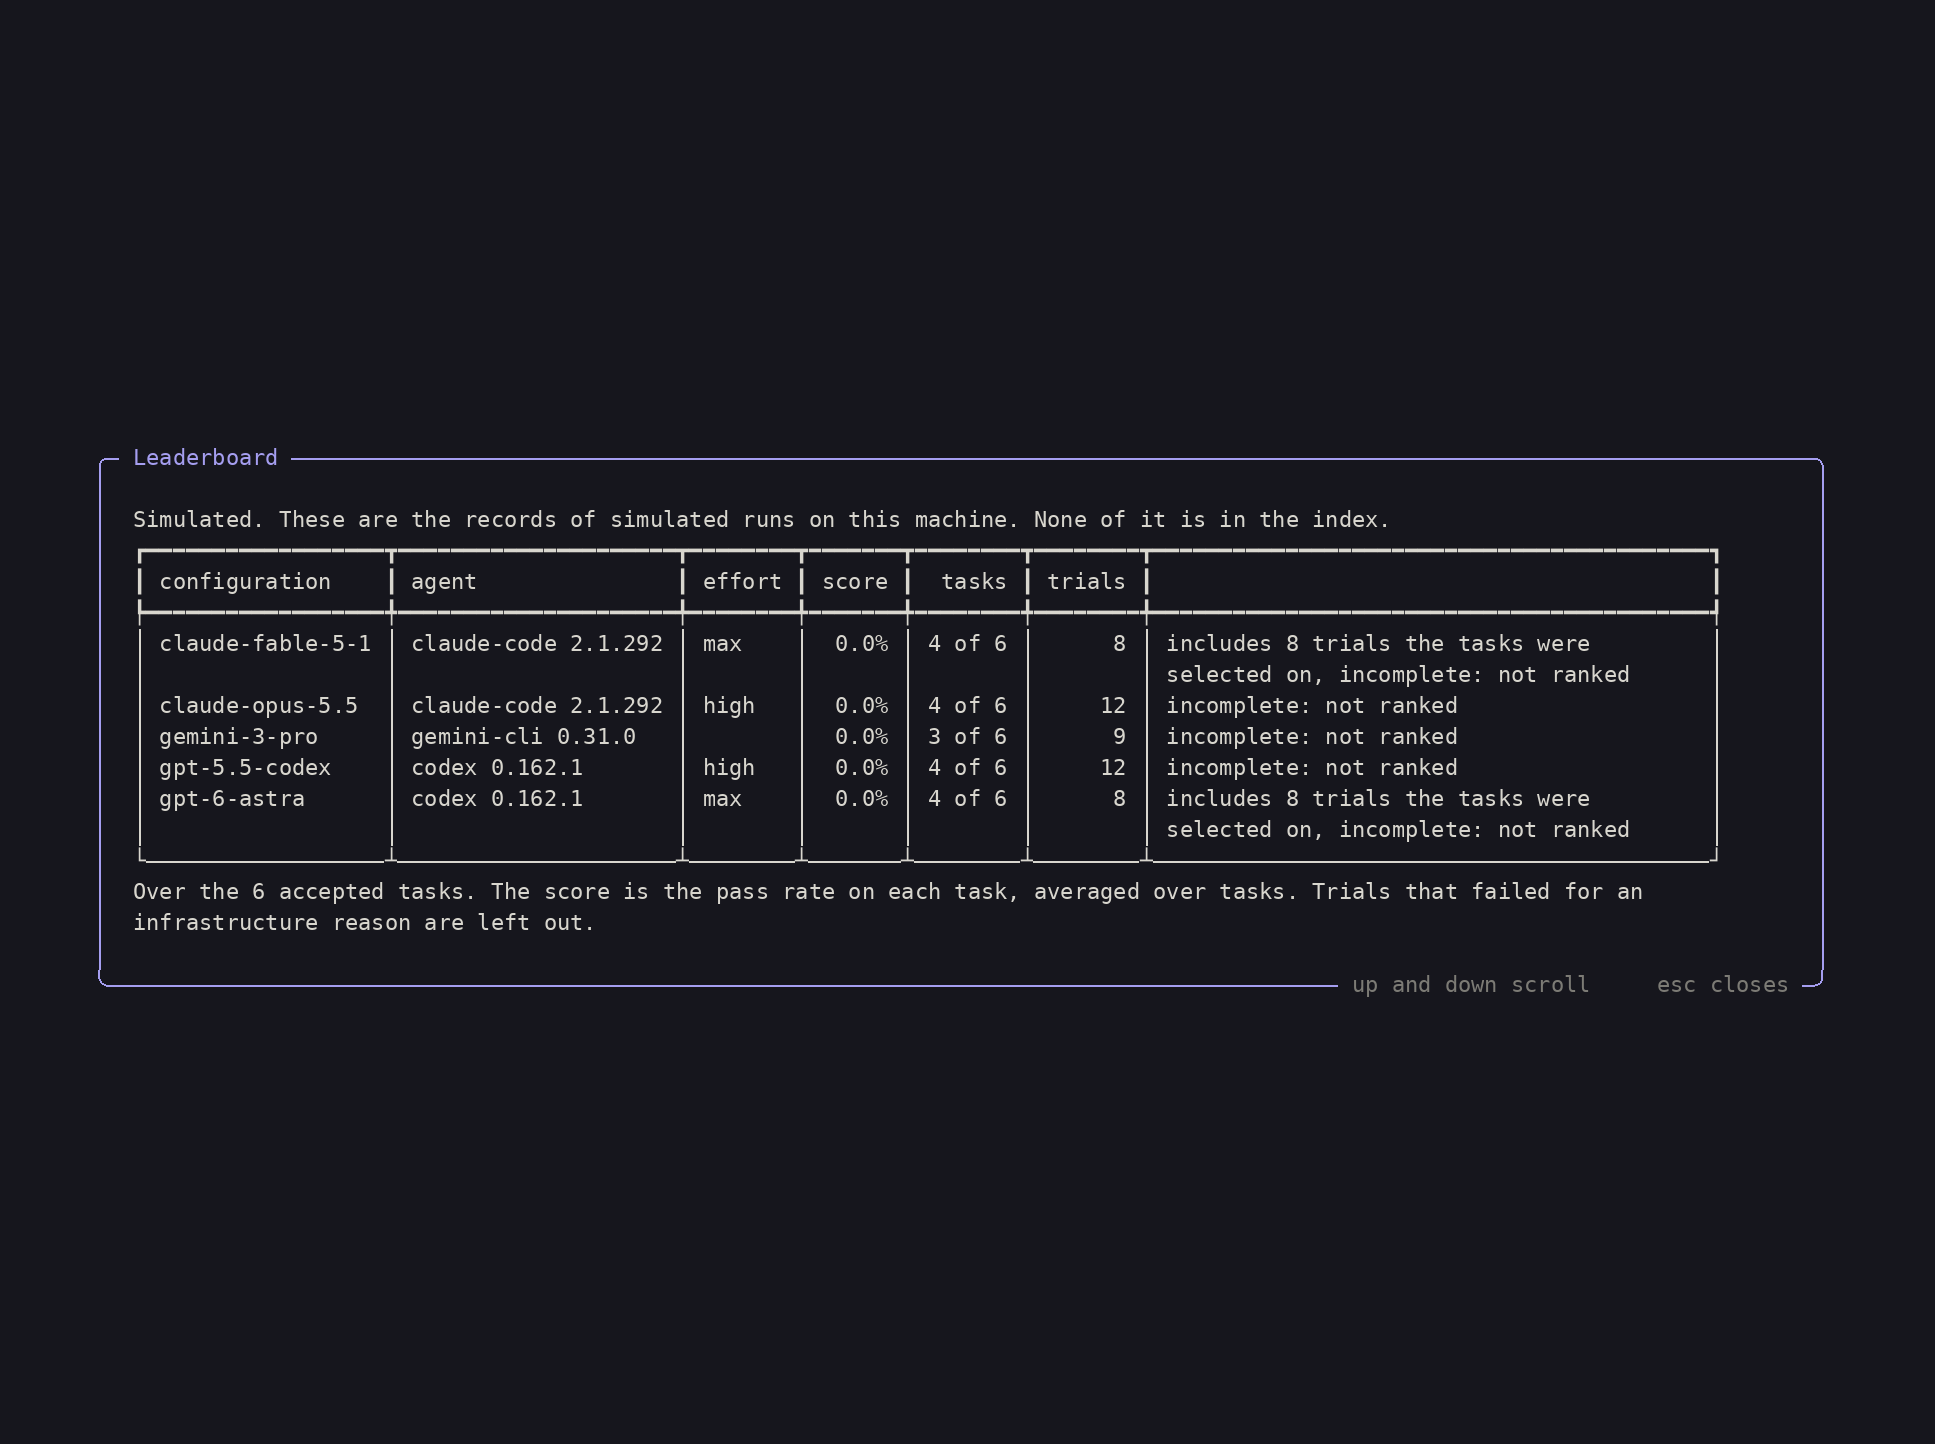 Leaderboard
Simulated. These are the records of simulated runs on this machine. None of it is in the index.
configuration agent effort score tasks trials
claude-fable-5-1 claude-code 2.1.292 max 0.0% 4 of 6 8 includes 8 trials the tasks were
selected on, incomplete: not ranked
claude-opus-5.5 claude-code 2.1.292 high 0.0% 4 of 6 12 incomplete: not ranked
gemini-3-pro gemini-cli 0.31.0 0.0% 3 of 6 9 incomplete: not ranked
gpt-5.5-codex codex 0.162.1 high 0.0% 4 of 6 12 incomplete: not ranked
gpt-6-astra codex 0.162.1 max 0.0% 4 of 6 8 includes 8 trials the tasks were
selected on, incomplete: not ranked
Over the 6 accepted tasks. The score is the pass rate on each task, averaged over tasks. Trials that failed for an
infrastructure reason are left out.
up and down scroll esc closes